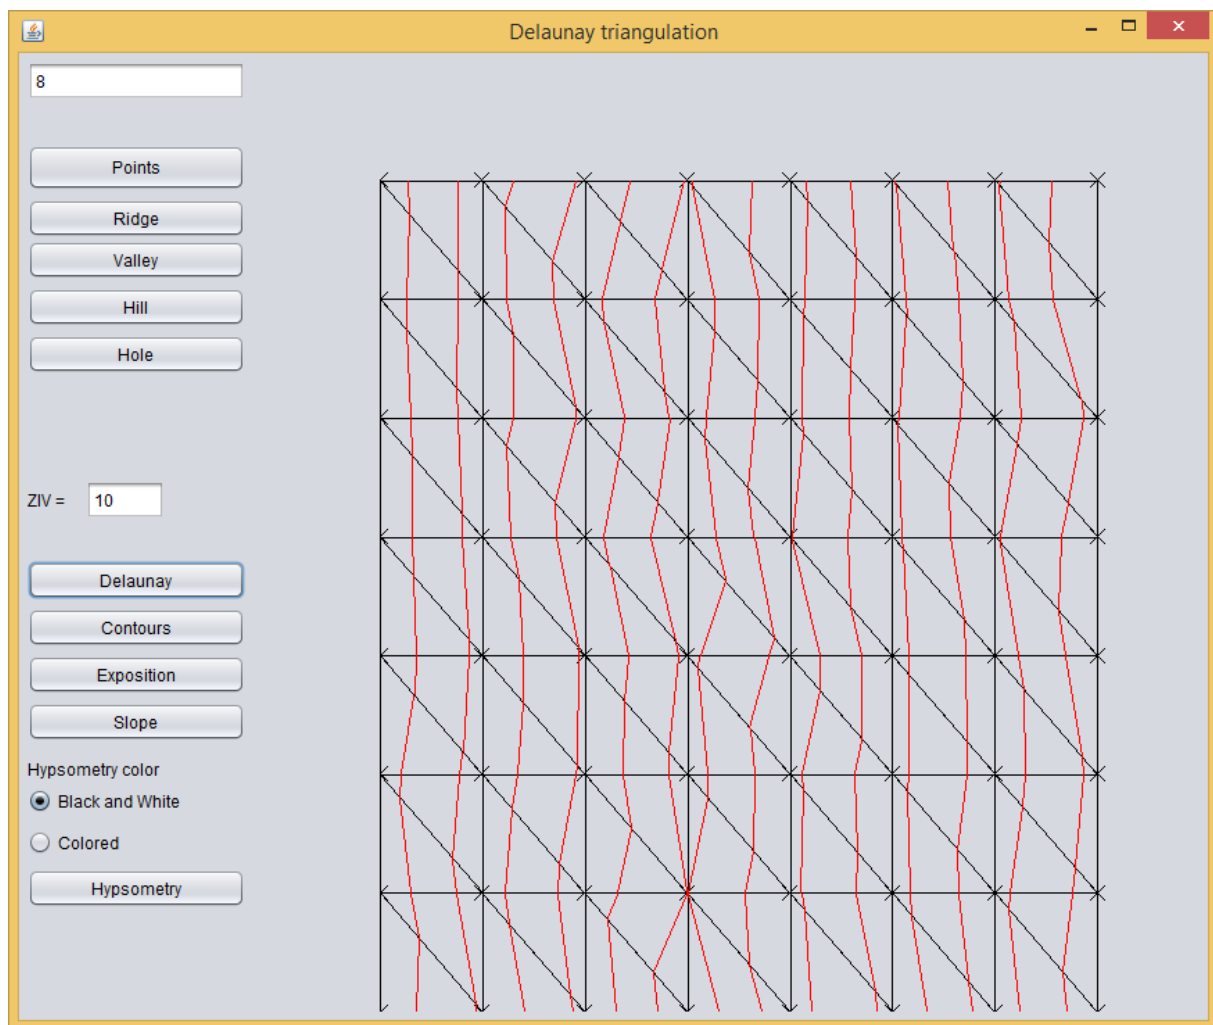 Delaunay triangulation
8
Points
Ridge
Valley
Hill
Hole
ZIV = 10
Delaunay
Contours
Exposition
Slope
Hypsometry color
Black and White
Colored
Hypsometry